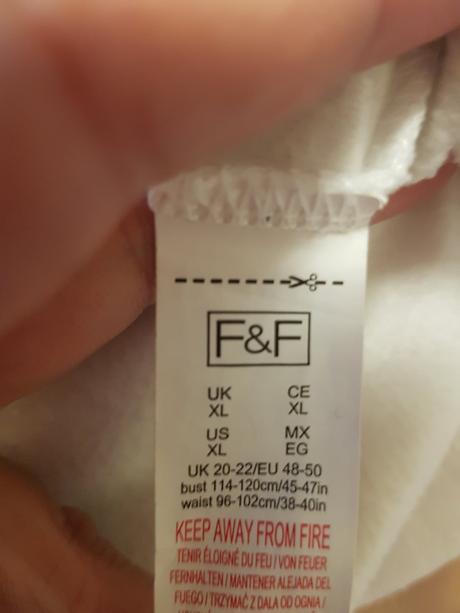 F&F
UK CE
XL XL
US MX
XL EG
UK 20-22/EU 48-50
bust 114-120cm/45-47in
waist 96-102cm/38-40in
KEEP AWAY FROM FIRE
TENIR ÉLOIGNÉ DU FEU / VON FEUER
FERNHALTEN / MANTENER ALEJADA DEL
FUEGO / TRZYMAĆ Z DALA OD OGNIA /